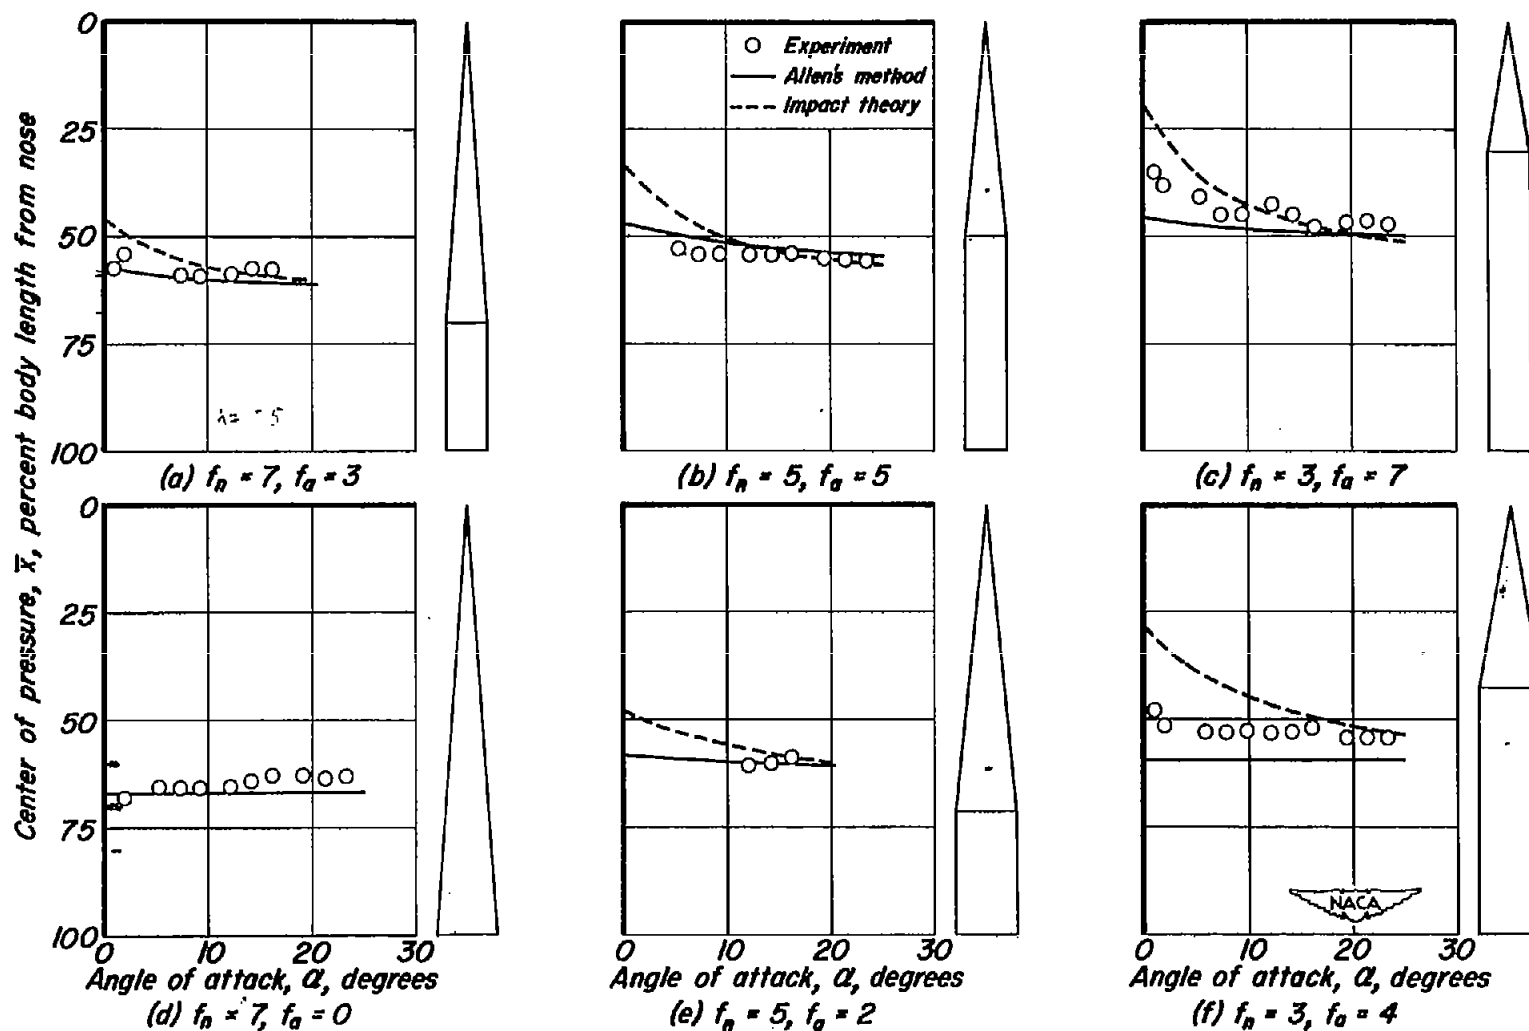 Center of pressure, x̅, percent body length from nose
0
25
50
75
100
(a) fn = 7, fa = 3
Experiment
Allen's method
Impact theory
(b) fn = 5, fa = 5
(c) fn = 3, fa = 7
0
25
50
75
100
0 10 20 30
Angle of attack, α, degrees
(d) fn = 7, fa = 0
0 10 20 30
Angle of attack, α, degrees
(e) fn = 5, fa = 2
NACA
0 10 20 30
Angle of attack, α, degrees
(f) fn = 3, fa = 4